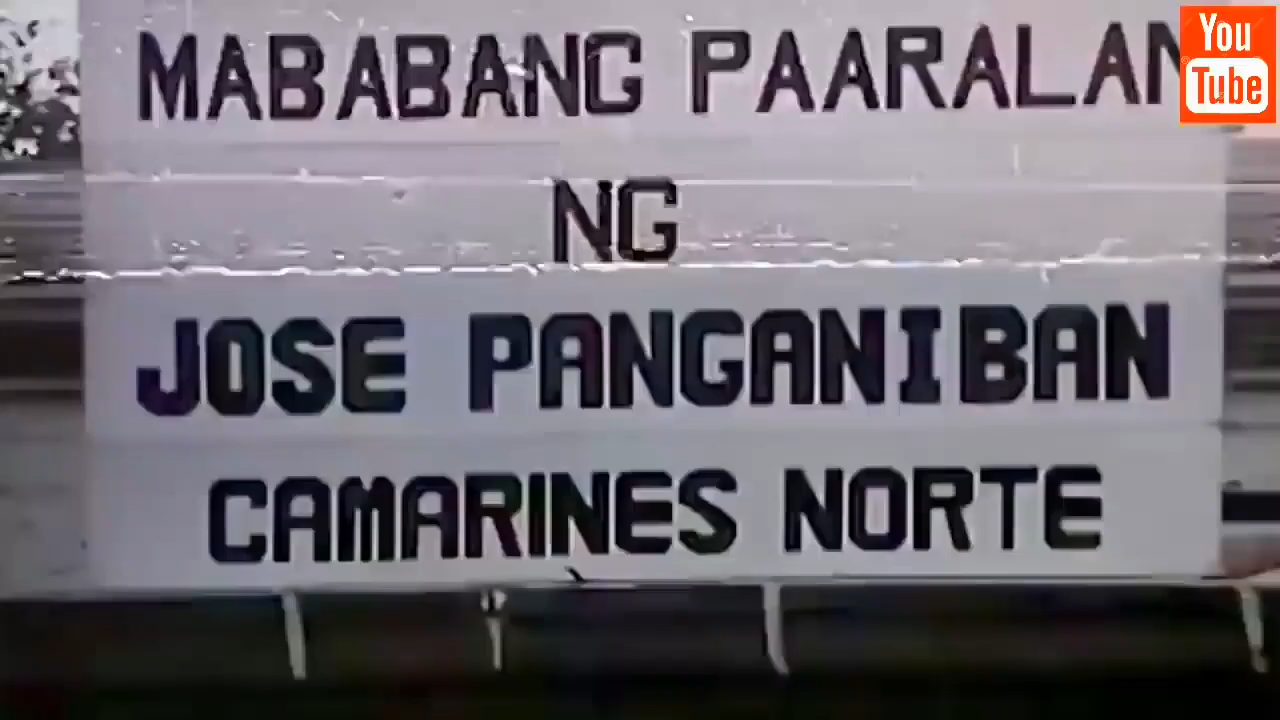 MABABANG PAARALAN
NG
JOSE PANGANIBAN
CAMARINES NORTE
You
Tube